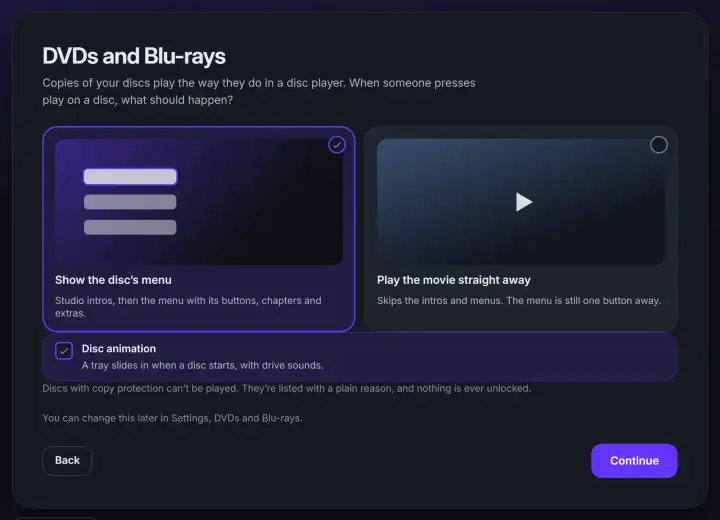 DVDs and Blu-rays
Copies of your discs play the way they do in a disc player. When someone presses
play on a disc, what should happen?
Show the disc’s menu
Studio intros, then the menu with its buttons, chapters and
extras.
Play the movie straight away
Skips the intros and menus. The menu is still one button away.
Disc animation
A tray slides in when a disc starts, with drive sounds.
Discs with copy protection can’t be played. They’re listed with a plain reason, and nothing is ever unlocked.
You can change this later in Settings, DVDs and Blu-rays.
Back
Continue